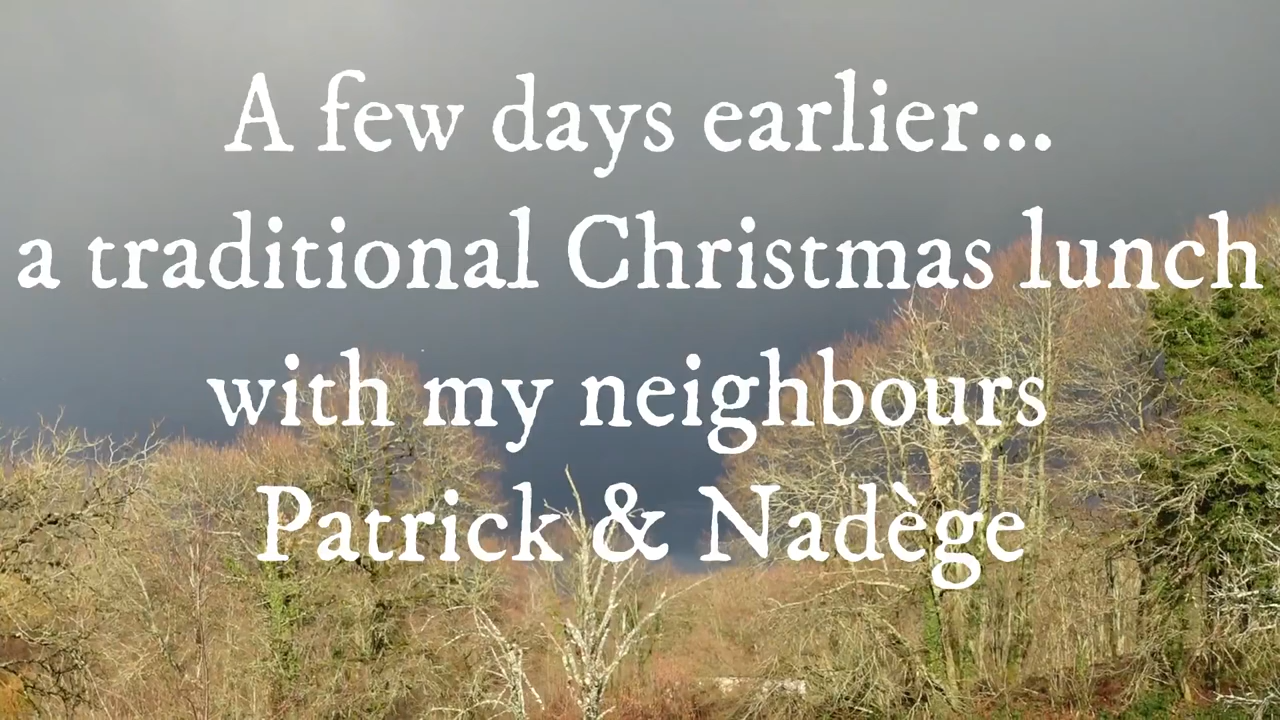 A few days earlier...
a traditional Christmas lunch
with my neighbours
Patrick & Nadège